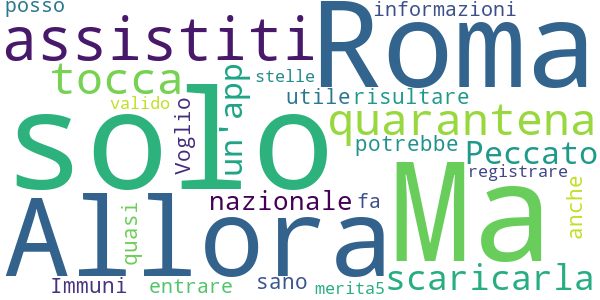 posso
informazioni
assistiti
Roma
tocca
stelle
un'app
utile
risultare
valido
Voglio
quarantena
solo
potrebbe
Peccato
registrare
Allora
Ma
nazionale
fa
anche
quasi
scaricarla
Immuni
entrare
sano
merita5